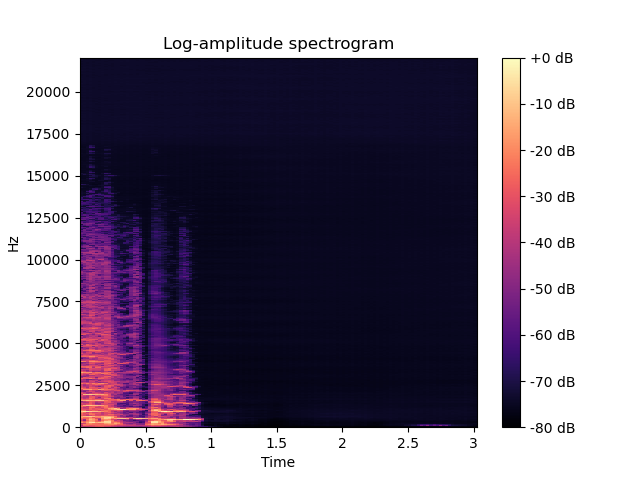 Log-amplitude spectrogram
Hz
20000
17500
15000
12500
10000
7500
5000
2500
0
0 0.5 1 1.5 2 2.5 3
Time
+0 dB
-10 dB
-20 dB
-30 dB
-40 dB
-50 dB
-60 dB
-70 dB
-80 dB